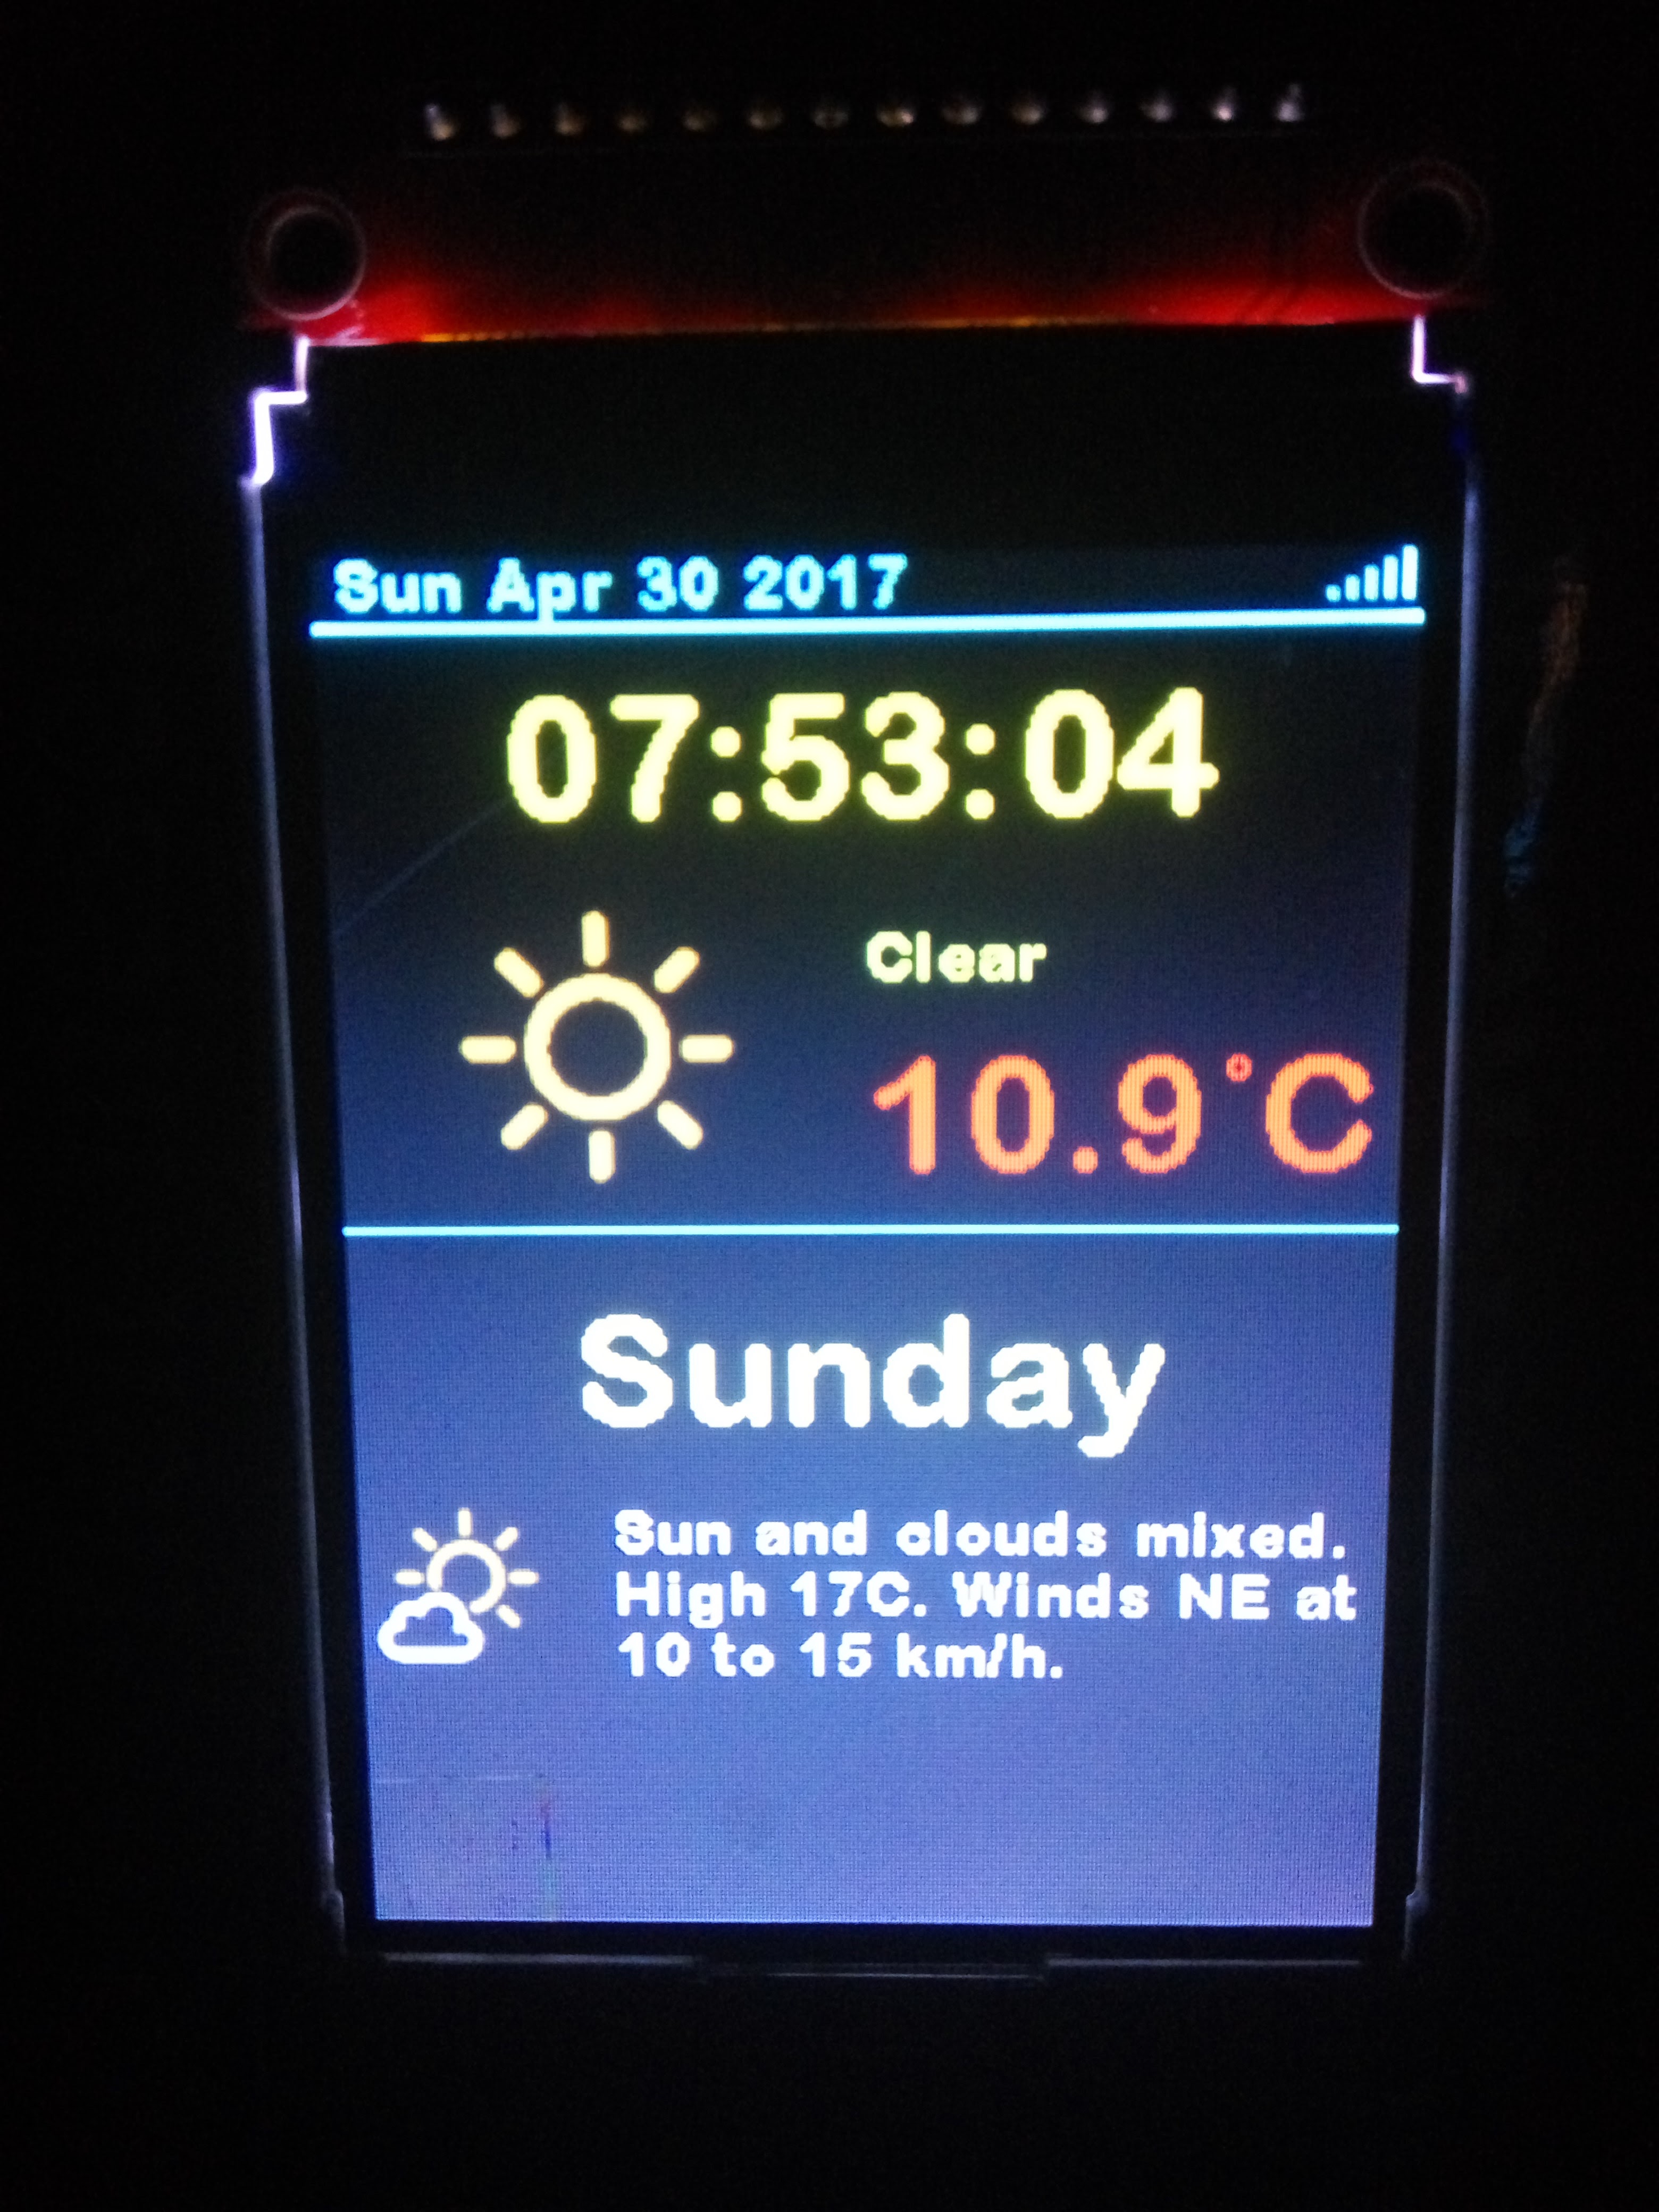 Sun Apr 30 2017
07:53:04
Clear
10.9°C
Sunday
Sun and clouds mixed.
High 17C. Winds NE at
10 to 15 km/h.